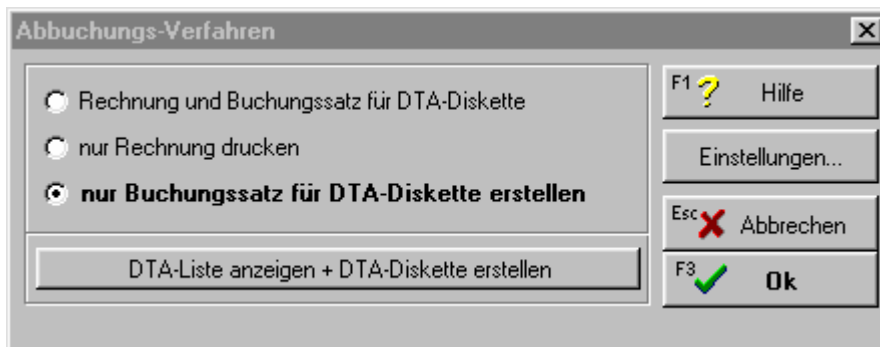 Abbuchungs-Verfahren
Rechnung und Buchungssatz für DTA-Diskette
nur Rechnung drucken
nur Buchungssatz für DTA-Diskette erstellen
DTA-Liste anzeigen + DTA-Diskette erstellen
F1 ? Hilfe
Einstellungen...
Esc Abbrechen
F3 Ok